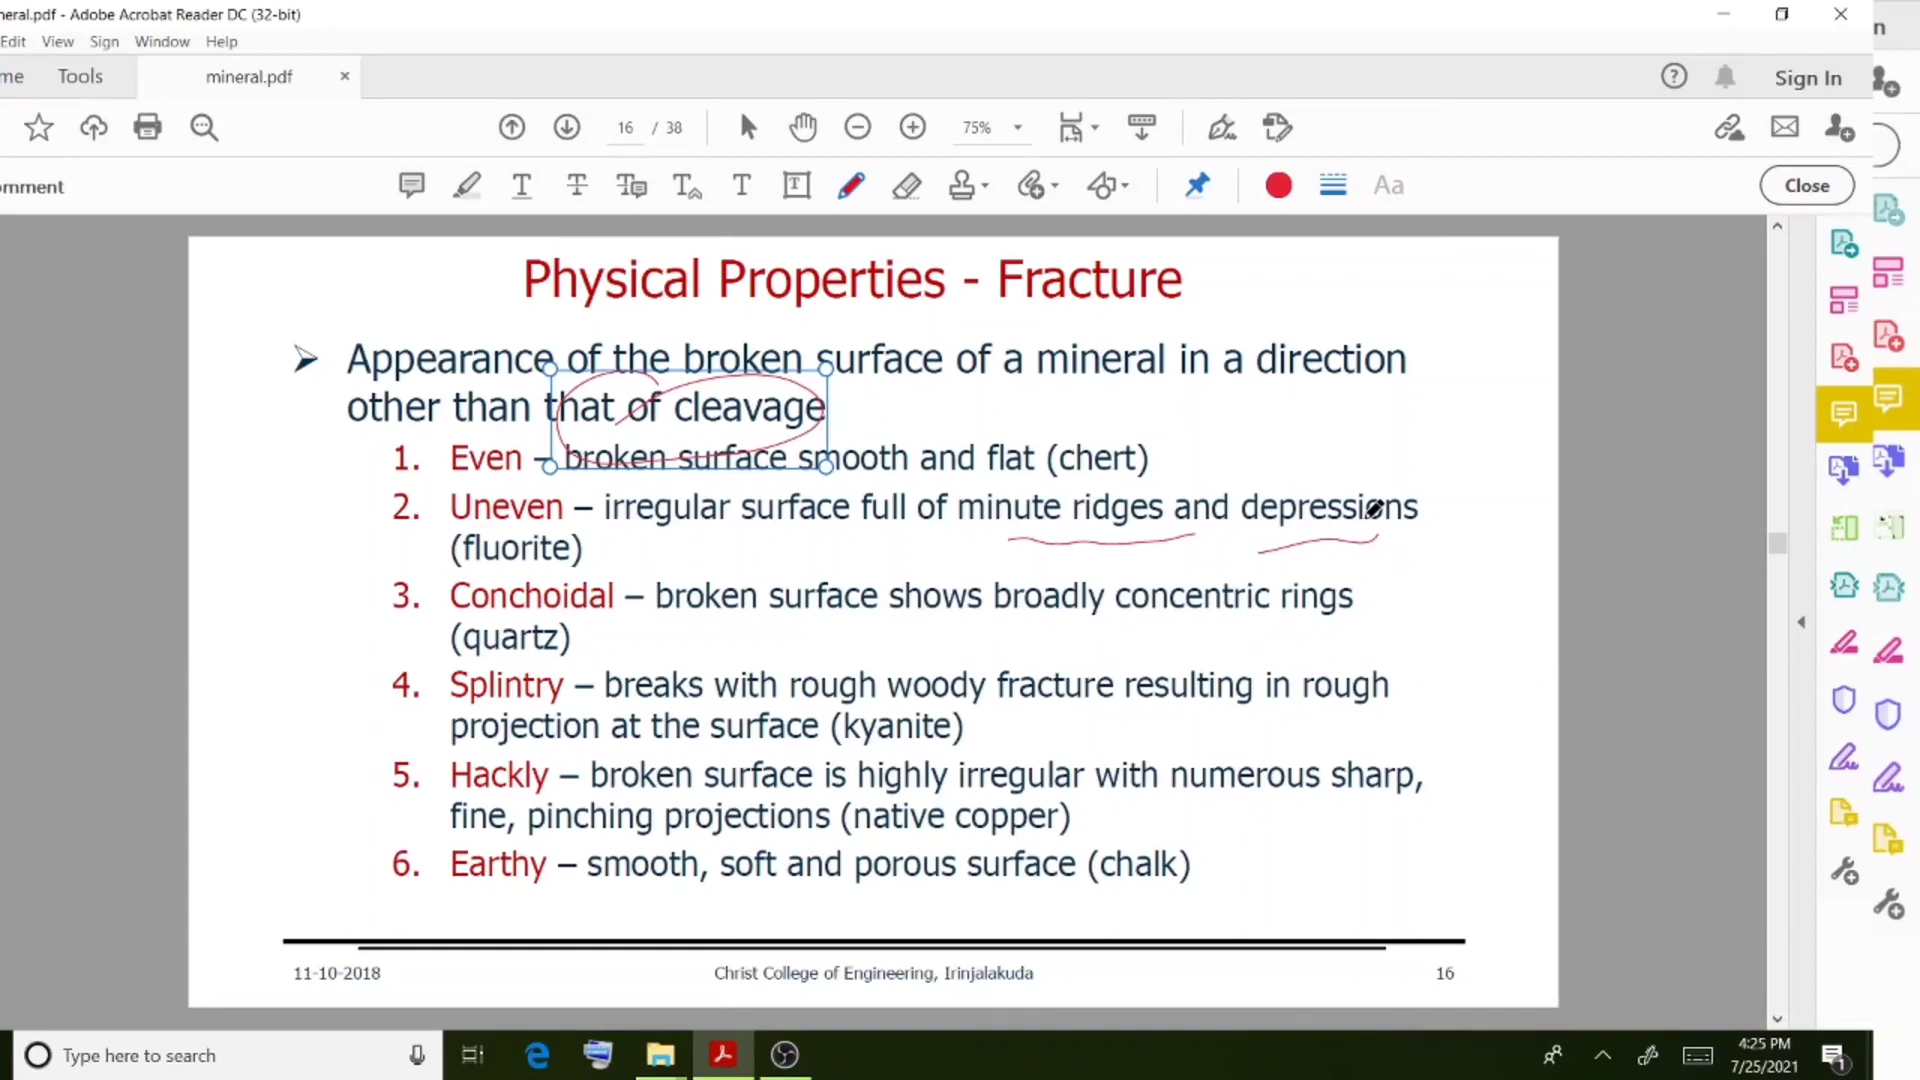 neral.pdf - Adobe Acrobat Reader DC (32-bit)
Edit View Sign Window Help
me Tools mineral.pdf × Sign In
16 / 38 75%
omment Aa Close
Physical Properties - Fracture
Appearance of the broken surface of a mineral in a direction
other than that of cleavage
1. Even – broken surface smooth and flat (chert)
2. Uneven – irregular surface full of minute ridges and depressions
(fluorite)
3. Conchoidal – broken surface shows broadly concentric rings
(quartz)
4. Splintry – breaks with rough woody fracture resulting in rough
projection at the surface (kyanite)
5. Hackly – broken surface is highly irregular with numerous sharp,
fine, pinching projections (native copper)
6. Earthy – smooth, soft and porous surface (chalk)
11-10-2018 Christ College of Engineering, Irinjalakuda 16
Type here to search
4:25 PM
7/25/2021
1